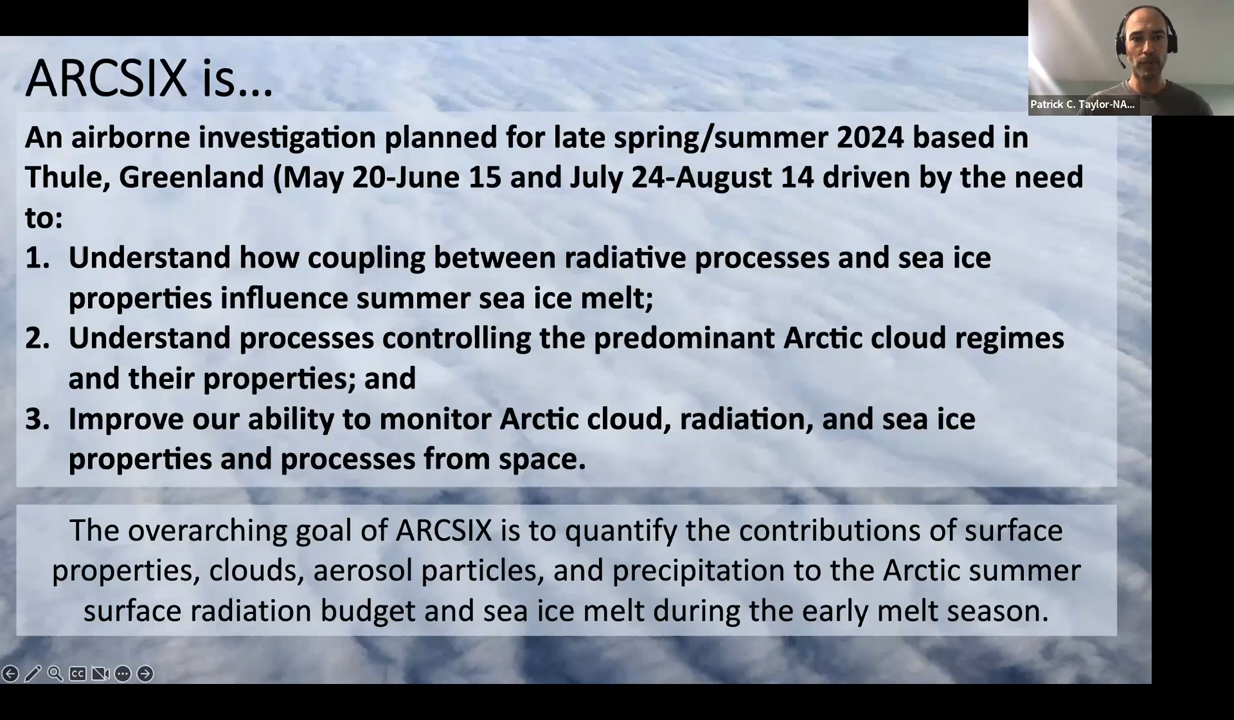 ARCSIX is...
An airborne investigation planned for late spring/summer 2024 based in
Thule, Greenland (May 20-June 15 and July 24-August 14 driven by the need
to:
1. Understand how coupling between radiative processes and sea ice
properties influence summer sea ice melt;
2. Understand processes controlling the predominant Arctic cloud regimes
and their properties; and
3. Improve our ability to monitor Arctic cloud, radiation, and sea ice
properties and processes from space.
The overarching goal of ARCSIX is to quantify the contributions of surface
properties, clouds, aerosol particles, and precipitation to the Arctic summer
surface radiation budget and sea ice melt during the early melt season.
Patrick C. Taylor-NA...
CC